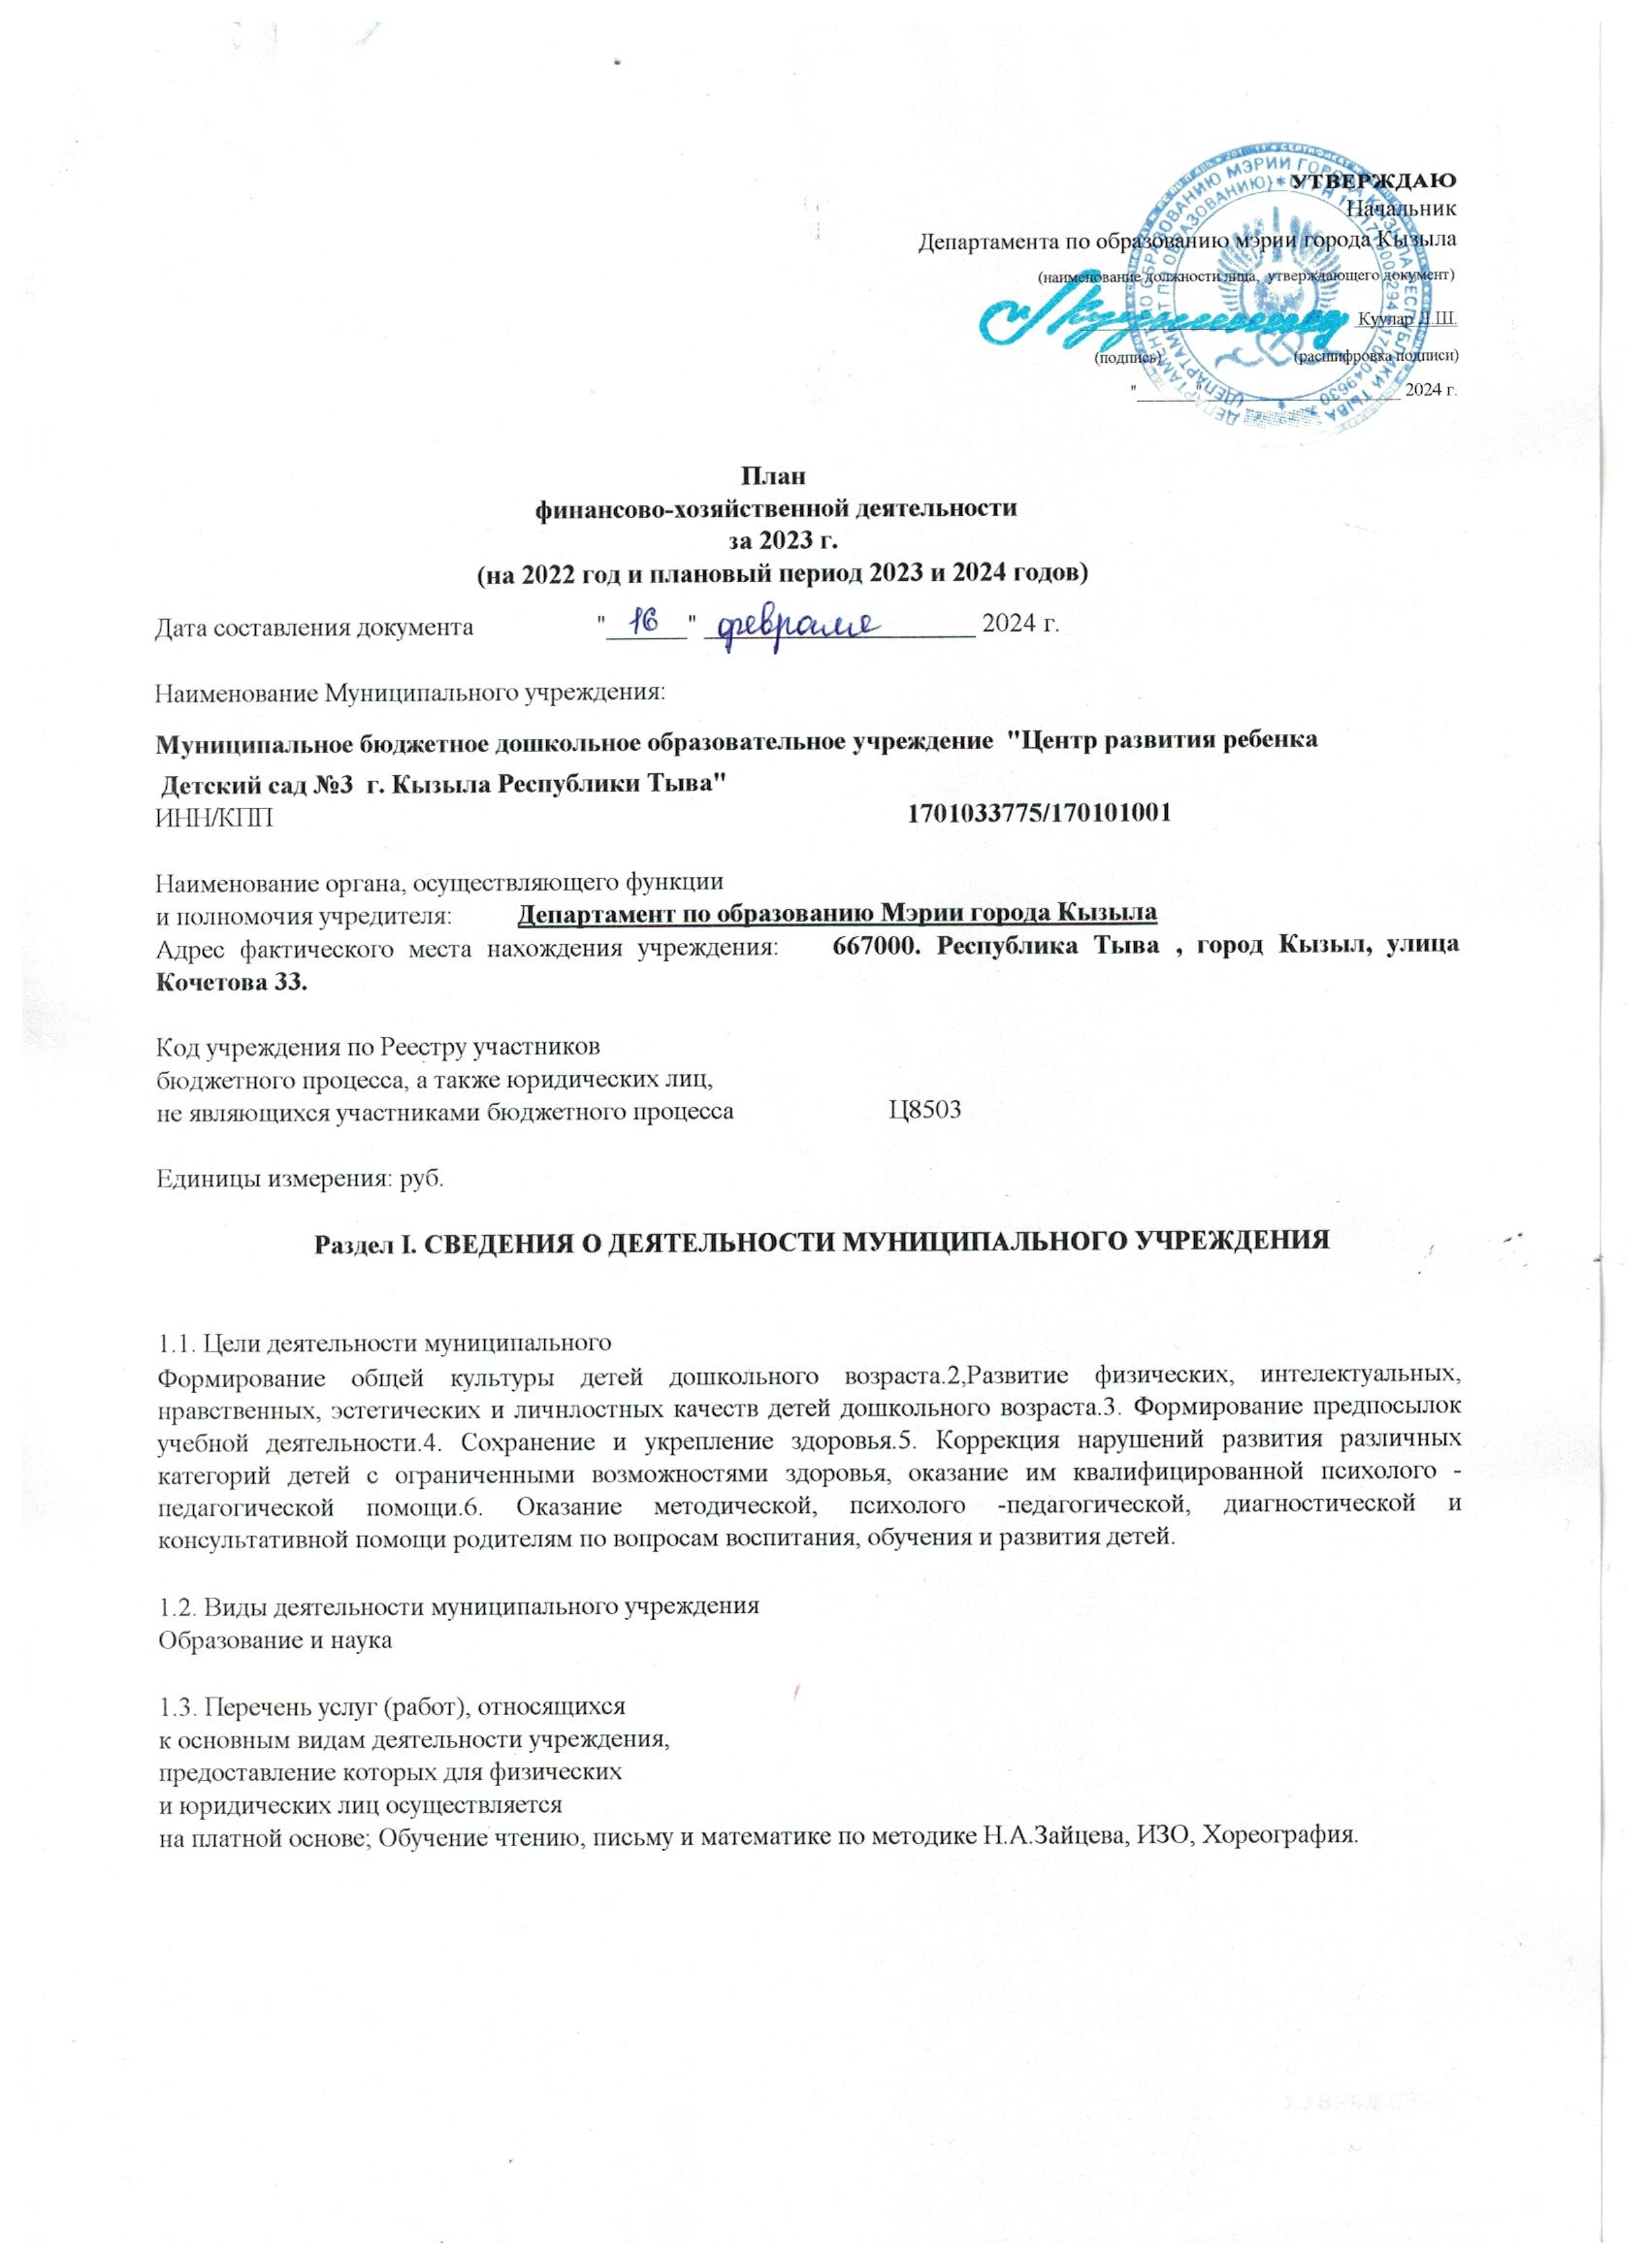 УТВЕРЖДАЮ
Начальник
Департамента по образованию мэрии города Кызыла
(наименование должности лица, утверждающего документ)
Куулар Л.Ш.
(подпись) (расшифровка подписи)
"______" ____________________ 2024 г.
План
финансово-хозяйственной деятельности
за 2023 г.
(на 2022 год и плановый период 2023 и 2024 годов)
Дата составления документа "16" февраля 2024 г.
Наименование Муниципального учреждения:
Муниципальное бюджетное дошкольное образовательное учреждение "Центр развития ребенка
Детский сад №3 г. Кызыла Республики Тыва"
ИНН/КПП 1701033775/170101001
Наименование органа, осуществляющего функции
и полномочия учредителя: Департамент по образованию Мэрии города Кызыла
Адрес фактического места нахождения учреждения: 667000. Республика Тыва , город Кызыл, улица
Кочетова 33.
Код учреждения по Реестру участников
бюджетного процесса, а также юридических лиц,
не являющихся участниками бюджетного процесса Ц8503
Единицы измерения: руб.
Раздел I. СВЕДЕНИЯ О ДЕЯТЕЛЬНОСТИ МУНИЦИПАЛЬНОГО УЧРЕЖДЕНИЯ
1.1. Цели деятельности муниципального
Формирование общей культуры детей дошкольного возраста.2,Развитие физических, интелектуальных,
нравственных, эстетических и личнлостных качеств детей дошкольного возраста.3. Формирование предпосылок
учебной деятельности.4. Сохранение и укрепление здоровья.5. Коррекция нарушений развития различных
категорий детей с ограниченными возможностями здоровья, оказание им квалифицированной психолого -
педагогической помощи.6. Оказание методической, психолого -педагогической, диагностической и
консультативной помощи родителям по вопросам воспитания, обучения и развития детей.
1.2. Виды деятельности муниципального учреждения
Образование и наука
1.3. Перечень услуг (работ), относящихся
к основным видам деятельности учреждения,
предоставление которых для физических
и юридических лиц осуществляется
на платной основе; Обучение чтению, письму и математике по методике Н.А.Зайцева, ИЗО, Хореография.